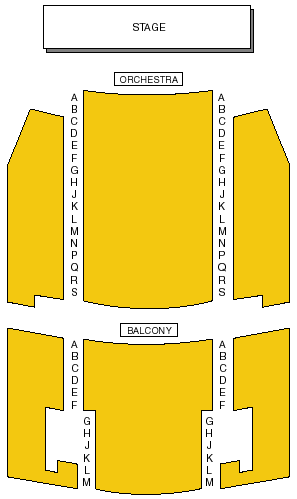 STAGE
ORCHESTRA
A A
B B
C C
D D
E E
F F
G G
H H
J J
K K
L L
M M
N N
P P
Q Q
R R
S S
BALCONY
A A
B B
C C
D D
E E
F F
G G
H H
J J
K K
L L
M M